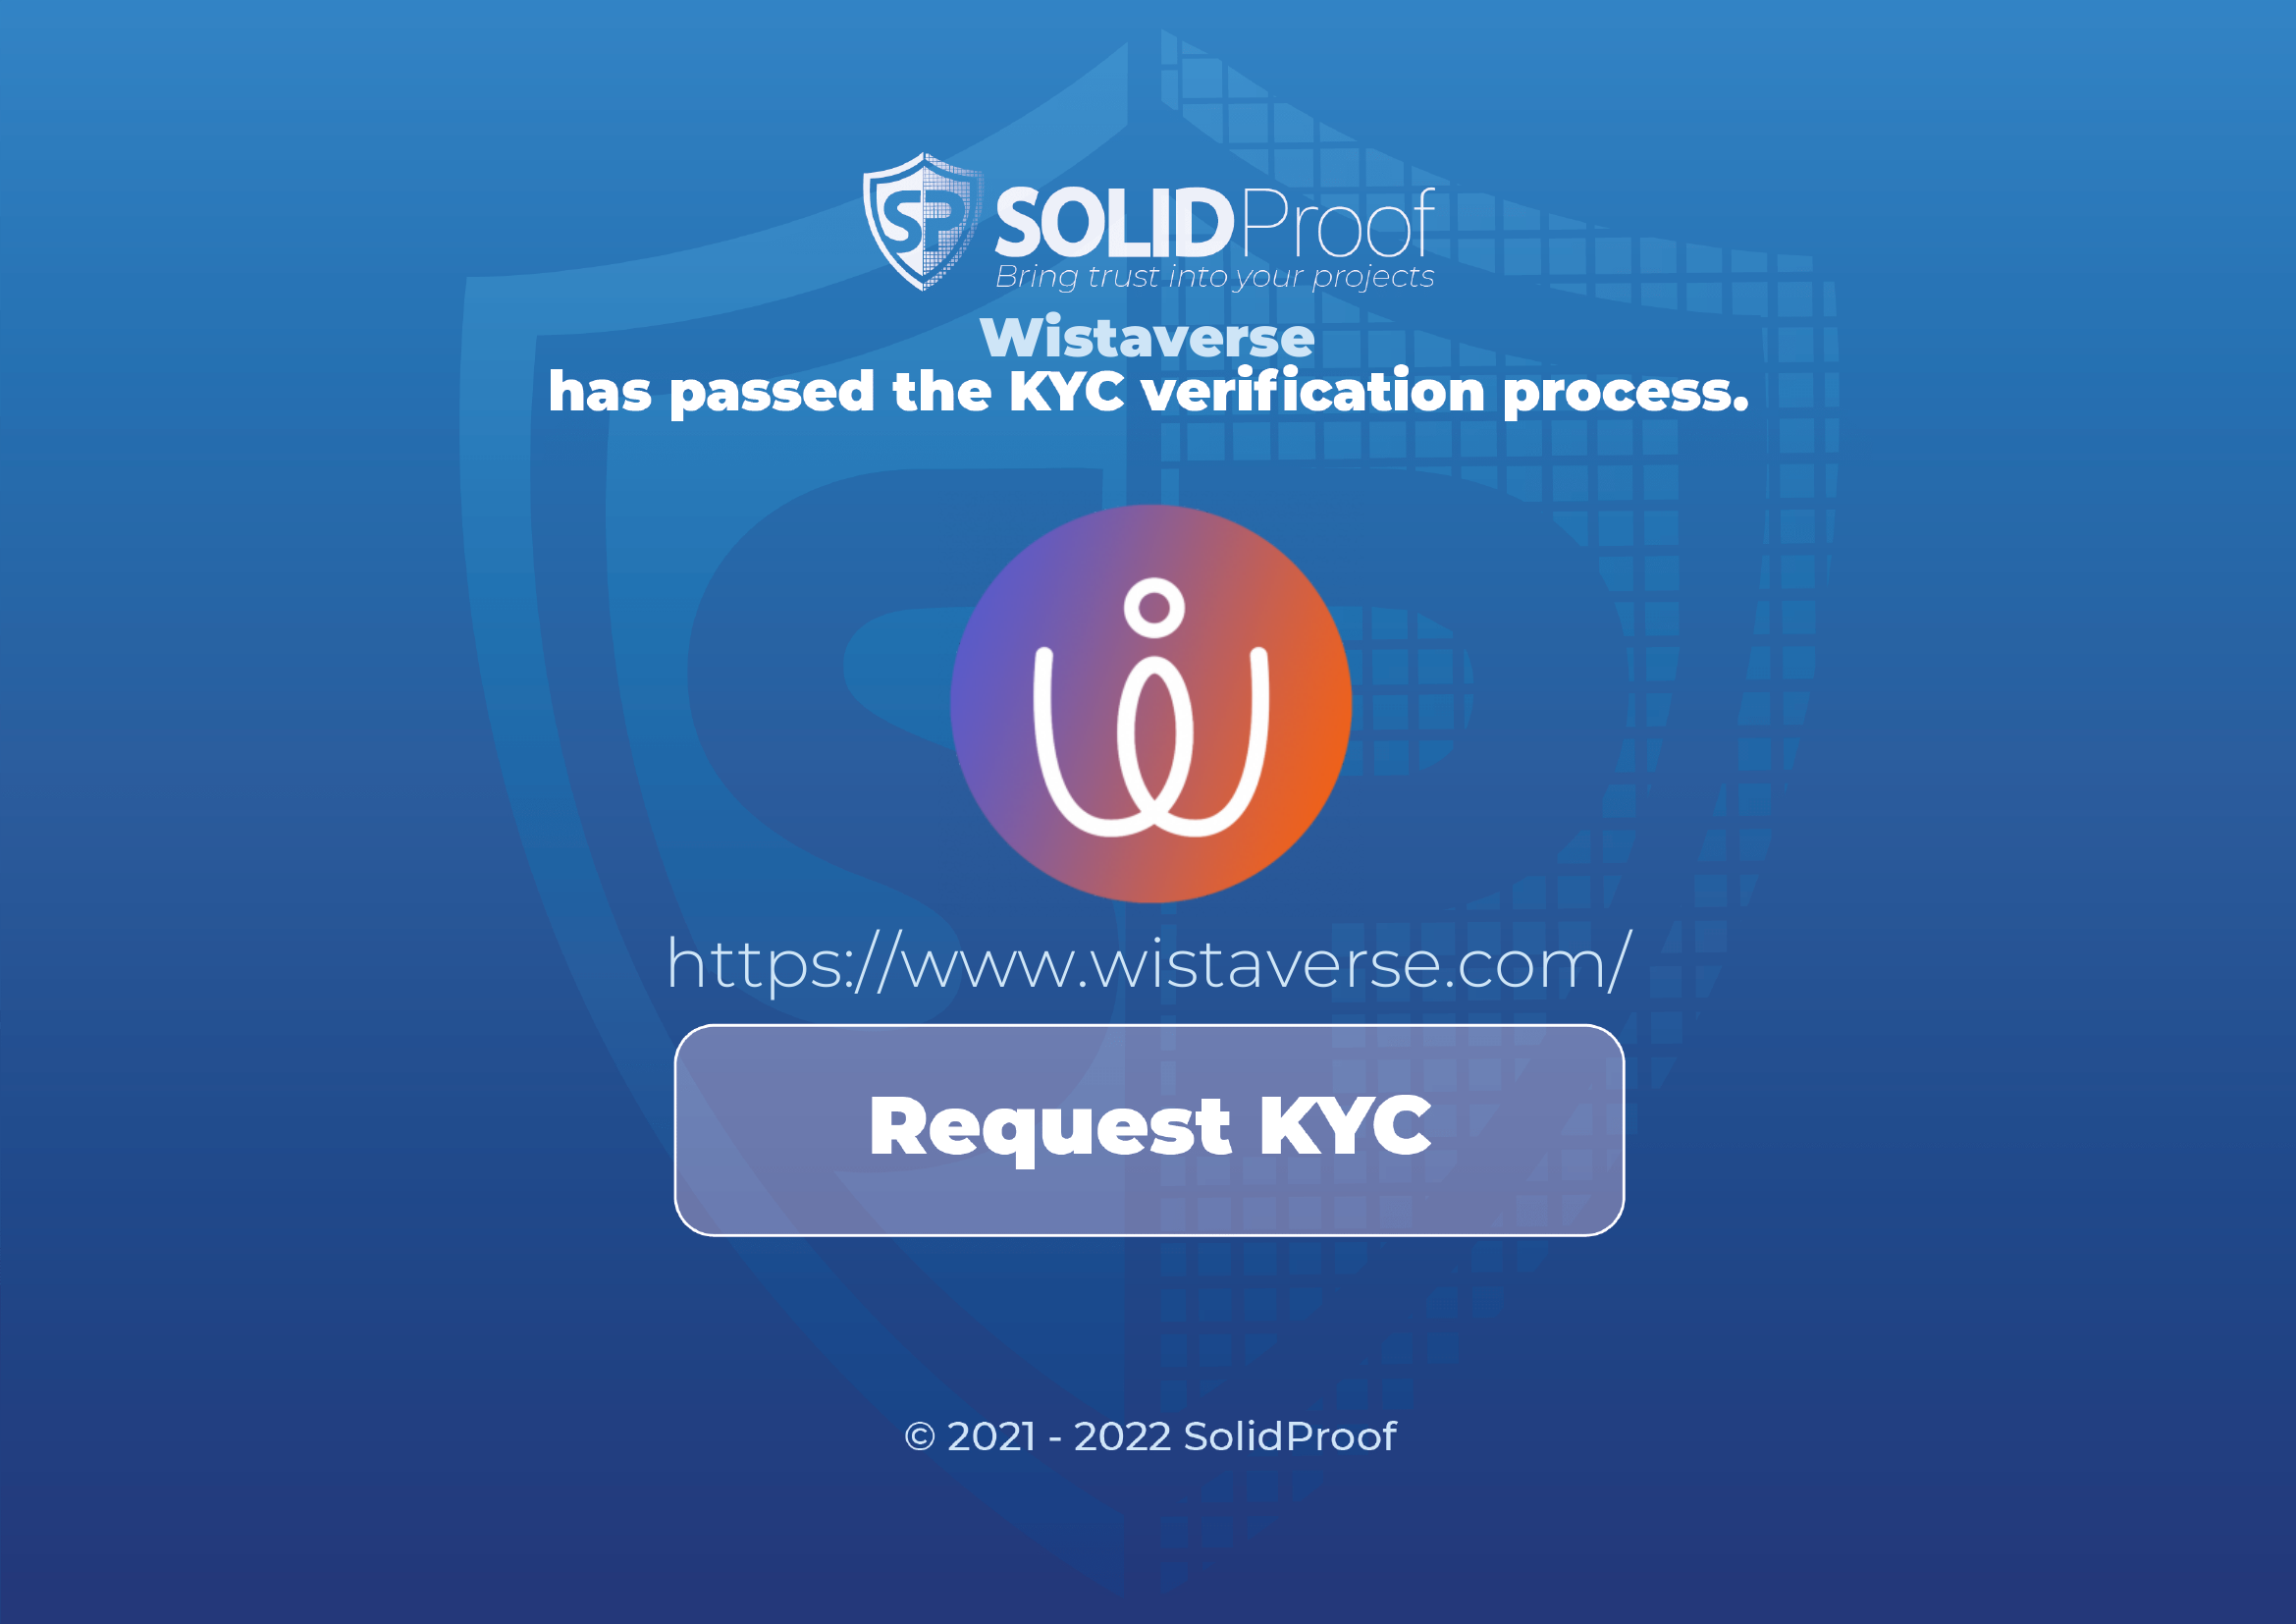 SP SOLIDProof
Bring trust into your projects
Wistaverse
has passed the KYC verification process.
https://www.wistaverse.com/
Request KYC
© 2021 - 2022 SolidProof